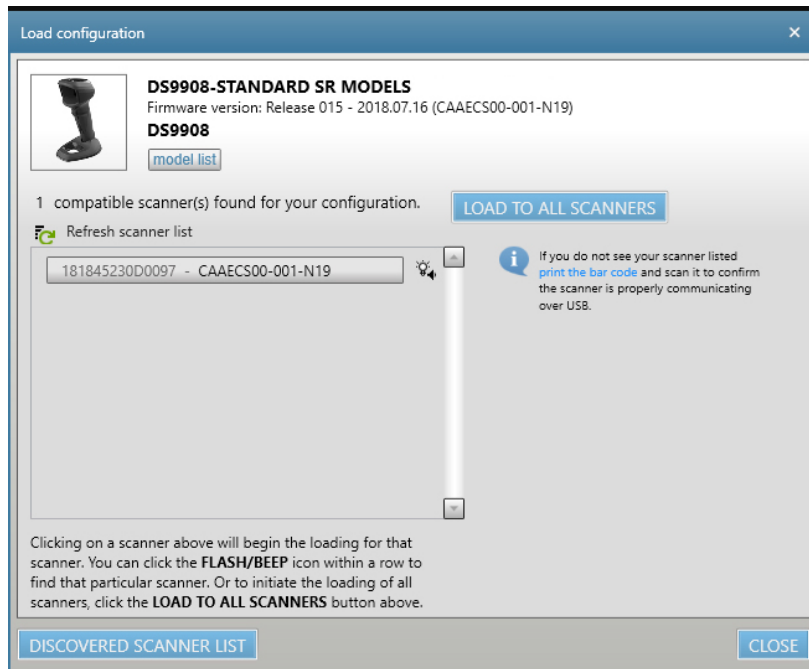 Load configuration
DS9908-STANDARD SR MODELS
Firmware version: Release 015 - 2018.07.16 (CAAECS00-001-N19)
DS9908
model list
1 compatible scanner(s) found for your configuration.
LOAD TO ALL SCANNERS
Refresh scanner list
181845230D0097 - CAAECS00-001-N19
If you do not see your scanner listed
print the bar code and scan it to confirm
the scanner is properly communicating
over USB.
Clicking on a scanner above will begin the loading for that
scanner. You can click the FLASH/BEEP icon within a row to
find that particular scanner. Or to initiate the loading of all
scanners, click the LOAD TO ALL SCANNERS button above.
DISCOVERED SCANNER LIST
CLOSE